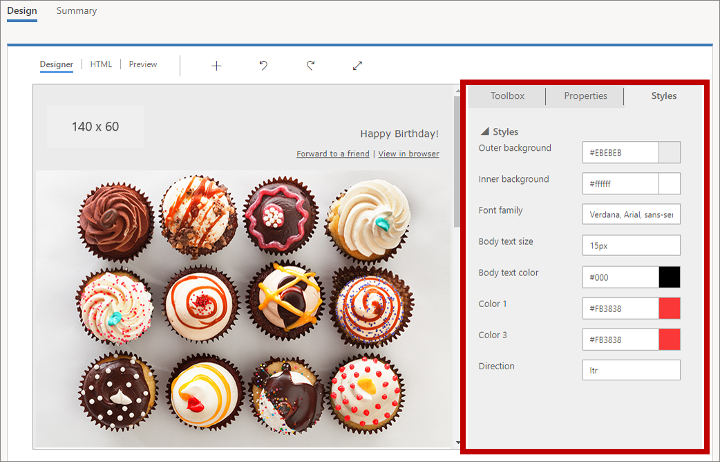 Design Summary
Designer HTML Preview
140 x 60
Happy Birthday!
Forward to a friend | View in browser
Toolbox Properties Styles
Styles
Outer background #EBEBEB
Inner background #ffffff
Font family Verdana, Arial, sans-ser
Body text size 15px
Body text color #000
Color 1 #FB3838
Color 3 #FB3838
Direction ltr